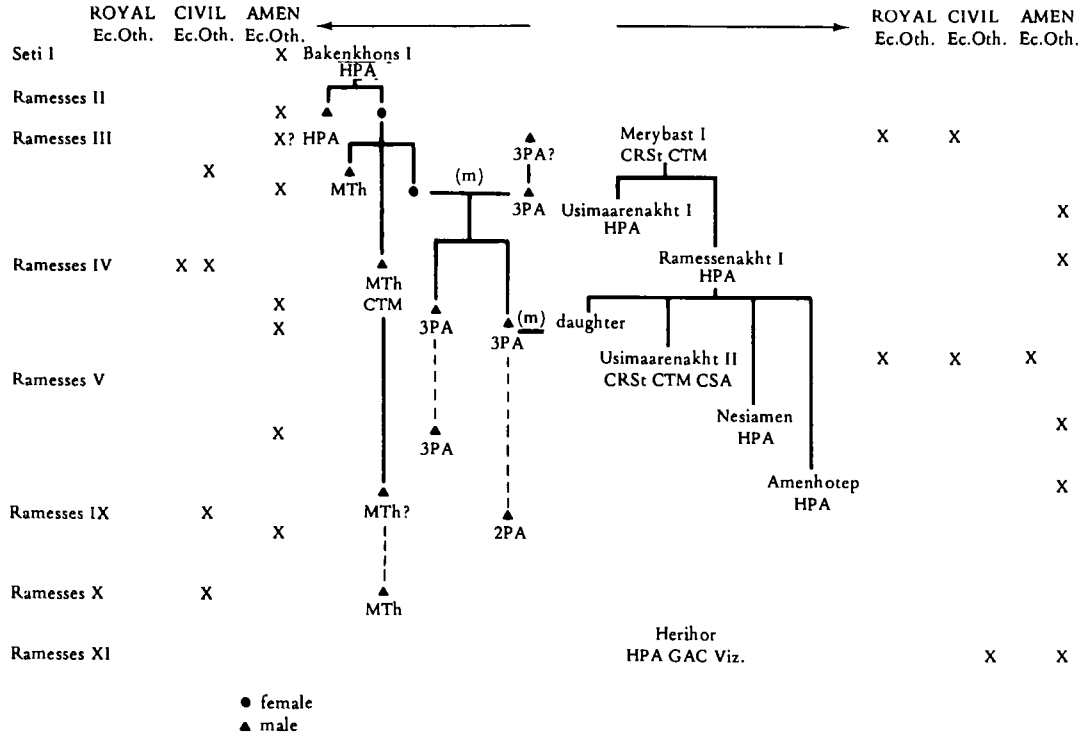 ROYAL CIVIL AMEN ROYAL CIVIL AMEN
Ec.Oth. Ec.Oth. Ec.Oth. Ec.Oth. Ec.Oth. Ec.Oth.
Seti I X Bakenkhons I
HPA
Ramesses II
X
Ramesses III X? HPA Merybast I X X
3PA? CRSt CTM
X (m)
MTh
X 3PA Usimaarenakht I X
HPA
Ramesses IV X X Ramessenakht I X
MTh HPA
CTM
X
3PA (m) daughter
X 3PA
Usimaarenakht II X X X
CRSt CTM CSA
Ramesses V
Nesiamen X
X HPA
3PA
Amenhotep X
HPA
Ramesses IX X MTh?
X 2PA
Ramesses X X
MTh
Herihor
Ramesses XI HPA GAC Viz. X X
female
male